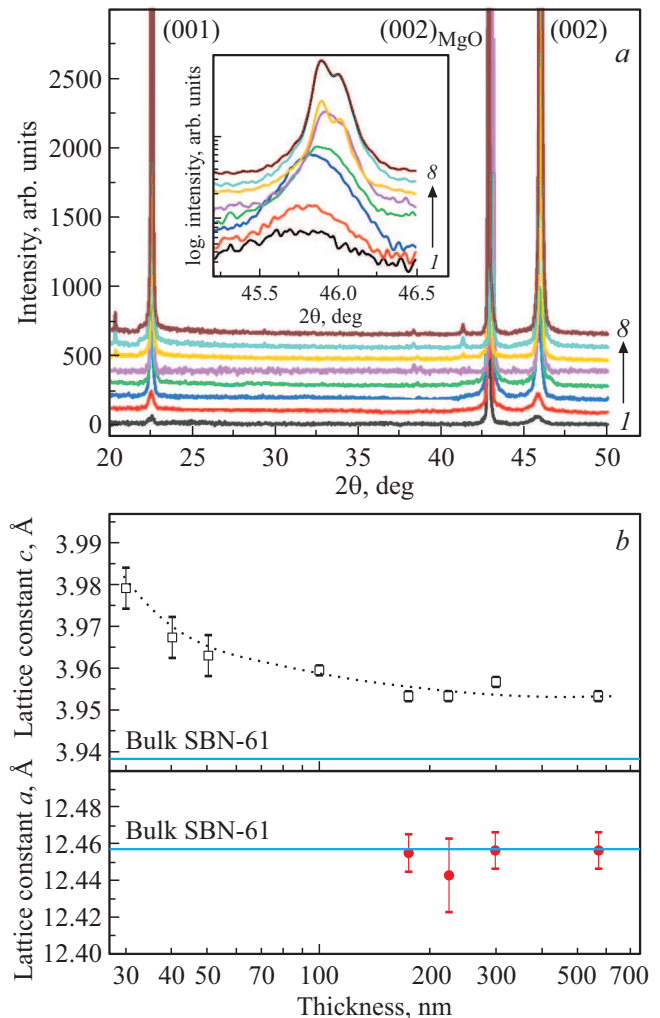 (001) (002)MgO (002)
a
Intensity, arb. units
2500
2000
1500
1000
500
0
log. intensity, arb. units
8
1
45.5 46.0 46.5
2θ, deg
8
1
20 25 30 35 40 45 50
2θ, deg
b
Lattice constant c, Å
3.99
3.98
3.97
3.96
3.95
3.94
Bulk SBN-61
Lattice constant a, Å
12.48
12.46
12.44
12.42
12.40
Bulk SBN-61
30 40 50 70 100 200 300 500 700
Thickness, nm